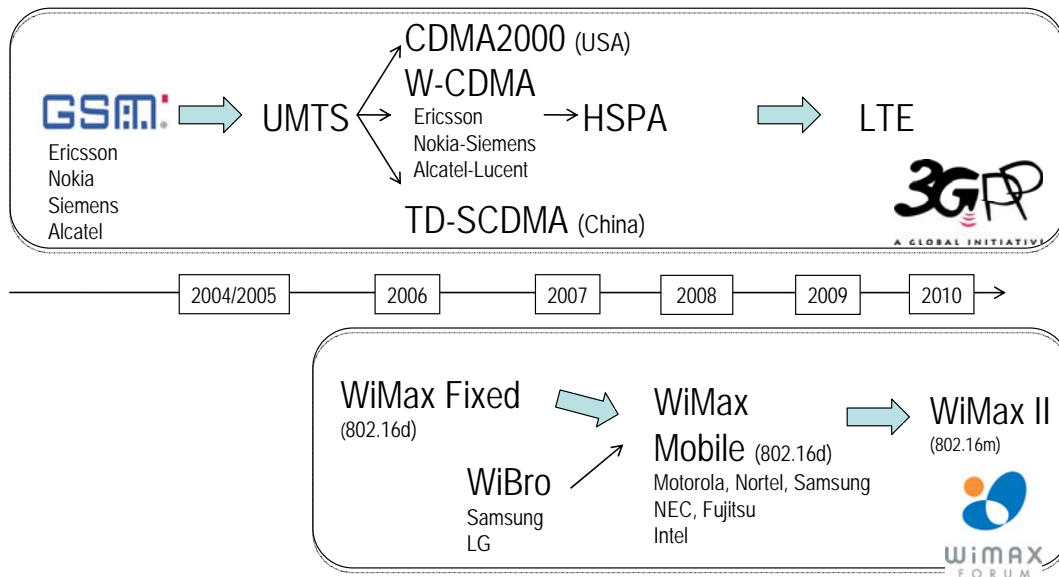 CDMA2000 (USA)
W-CDMA
Ericsson
Nokia-Siemens
Alcatel-Lucent
TD-SCDMA (China)
GSM
Ericsson
Nokia
Siemens
Alcatel
UMTS
HSPA
LTE
3GPP
A GLOBAL INITIATIVE
2004/2005
2006
2007
2008
2009
2010
WiMax Fixed
(802.16d)
WiBro
Samsung
LG
WiMax
Mobile (802.16d)
Motorola, Nortel, Samsung
NEC, Fujitsu
Intel
WiMax II
(802.16m)
WiMAX
FORUM